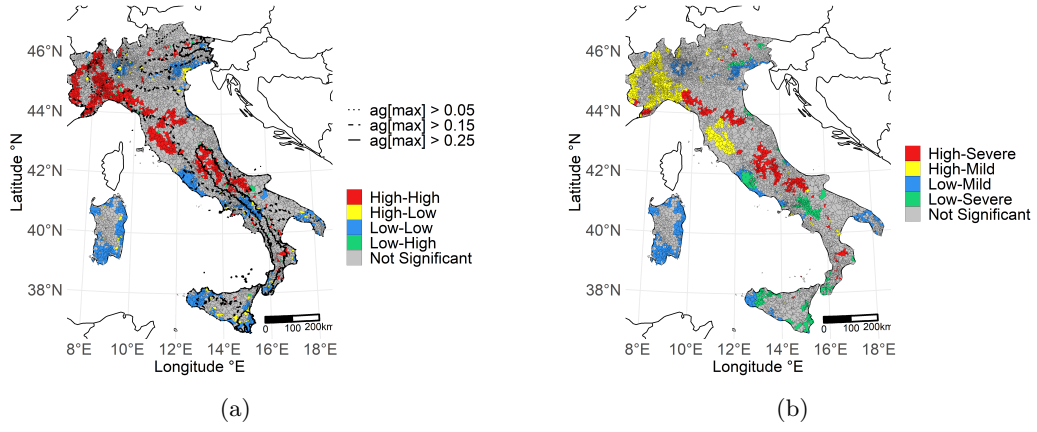 46°N
44°N
42°N
40°N
38°N
Latitude °N
8°E 10°E 12°E 14°E 16°E 18°E
Longitude °E
0 100 200km
ag[max] > 0.05
ag[max] > 0.15
ag[max] > 0.25
High-High
High-Low
Low-Low
Low-High
Not Significant
(a)
46°N
44°N
42°N
40°N
38°N
Latitude °N
8°E 10°E 12°E 14°E 16°E 18°E
Longitude °E
0 100 200km
High-Severe
High-Mild
Low-Mild
Low-Severe
Not Significant
(b)